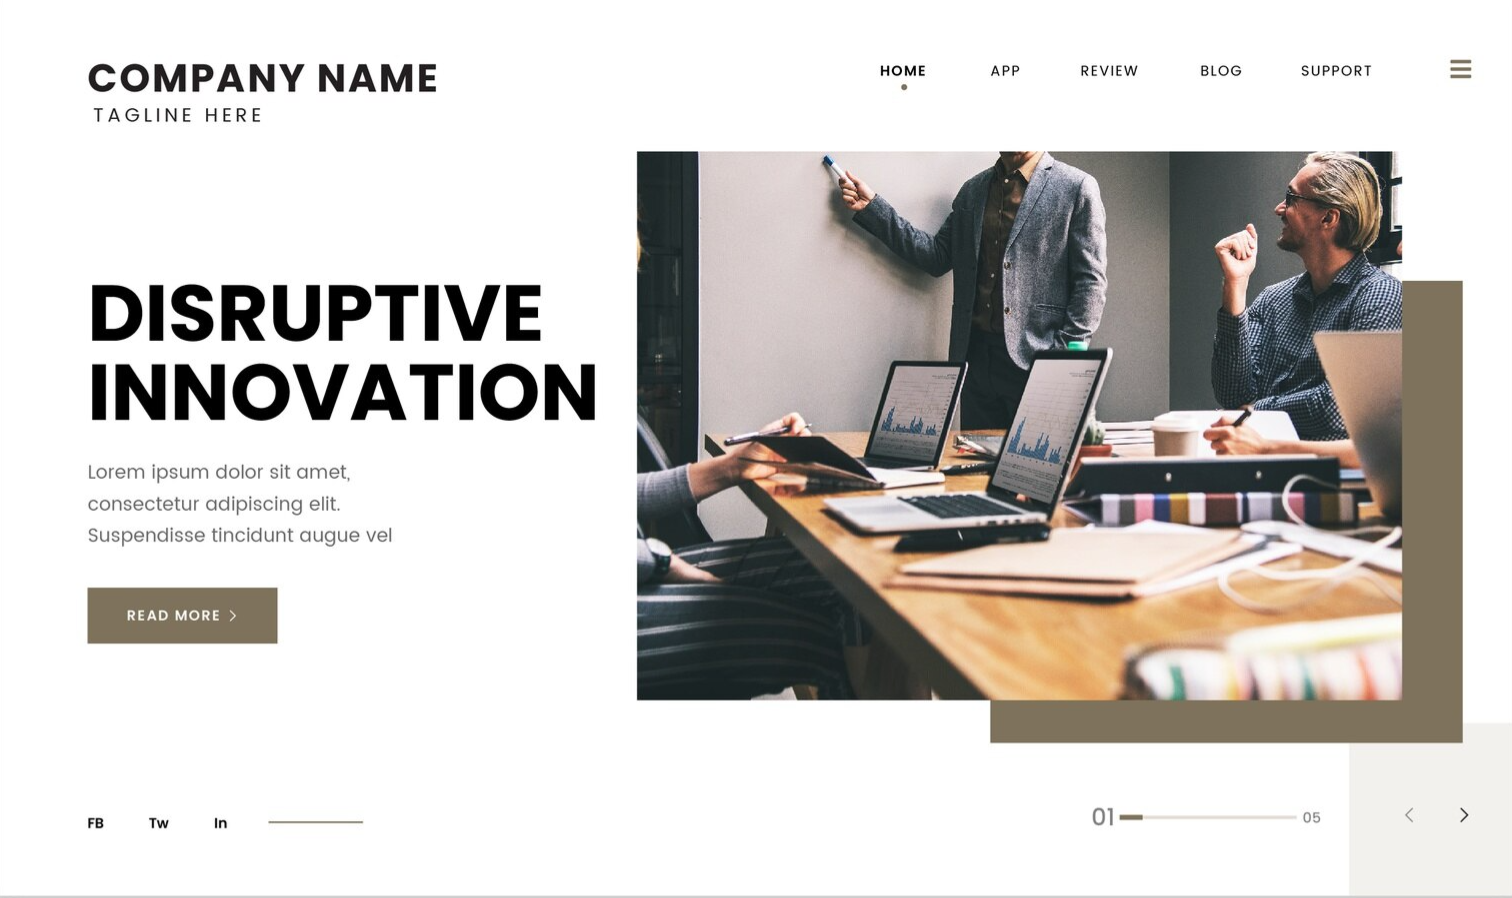 COMPANY NAME
TAGLINE HERE
HOME APP REVIEW BLOG SUPPORT
DISRUPTIVE
INNOVATION
Lorem ipsum dolor sit amet,
consectetur adipiscing elit.
Suspendisse tincidunt augue vel
READ MORE >
FB Tw In
01 05